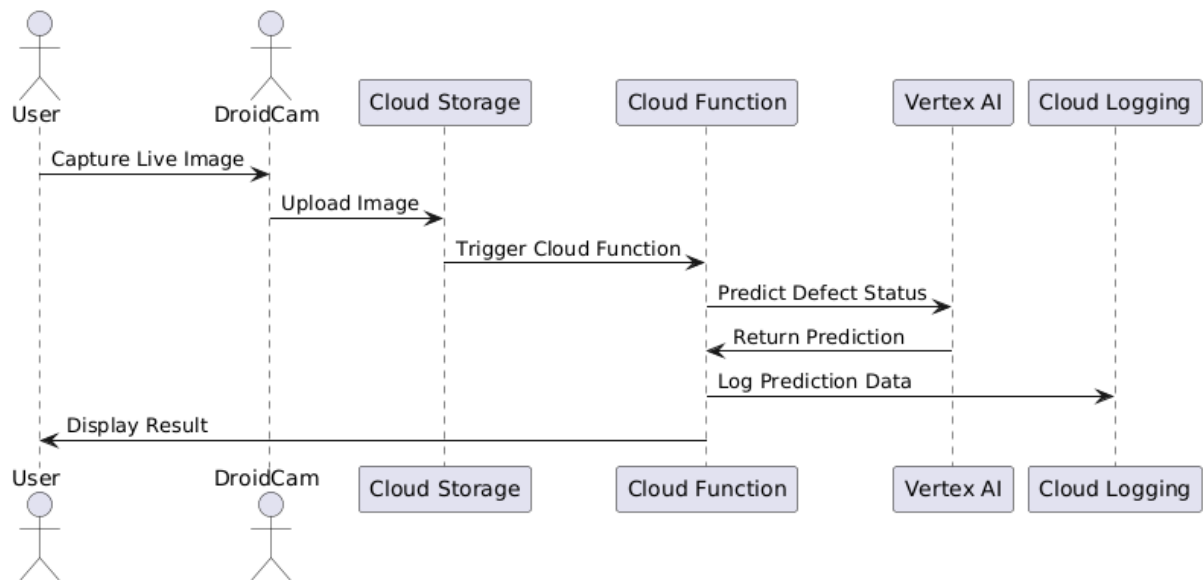 User
DroidCam
Cloud Storage
Cloud Function
Vertex AI
Cloud Logging
Capture Live Image
Upload Image
Trigger Cloud Function
Predict Defect Status
Return Prediction
Log Prediction Data
Display Result
User
DroidCam
Cloud Storage
Cloud Function
Vertex AI
Cloud Logging